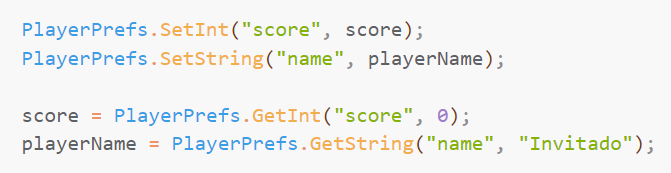 PlayerPrefs.SetInt("score", score);
PlayerPrefs.SetString("name", playerName);
score = PlayerPrefs.GetInt("score", 0);
playerName = PlayerPrefs.GetString("name", "Invitado");